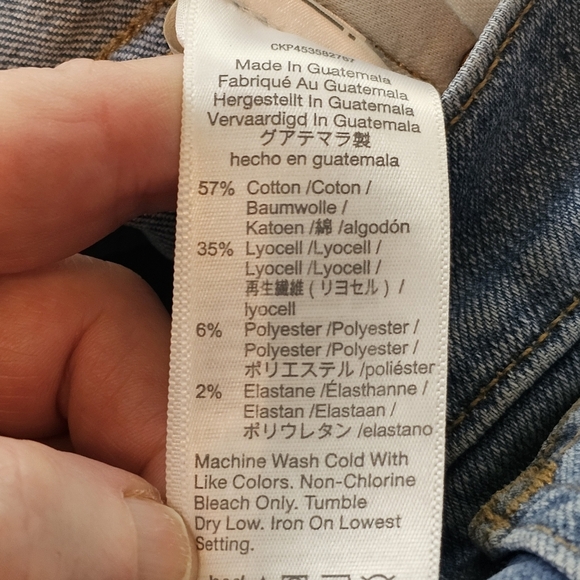 CKP453582767
Made In Guatemala
Fabriqué Au Guatemala
Hergestellt In Guatemala
Vervaardigd In Guatemala
グアテマラ製
hecho en guatemala
57% Cotton /Coton /
Baumwolle /
Katoen /綿 /algodón
35% Lyocell /Lyocell /
Lyocell /Lyocell /
再生繊維 ( リヨセル ) /
lyocell
6% Polyester /Polyester /
Polyester /Polyester /
ポリエステル /poliéster
2% Elastane /Élasthanne /
Elastan /Elastaan /
ポリウレタン /elastano
Machine Wash Cold With
Like Colors. Non-Chlorine
Bleach Only. Tumble
Dry Low. Iron On Lowest
Setting.